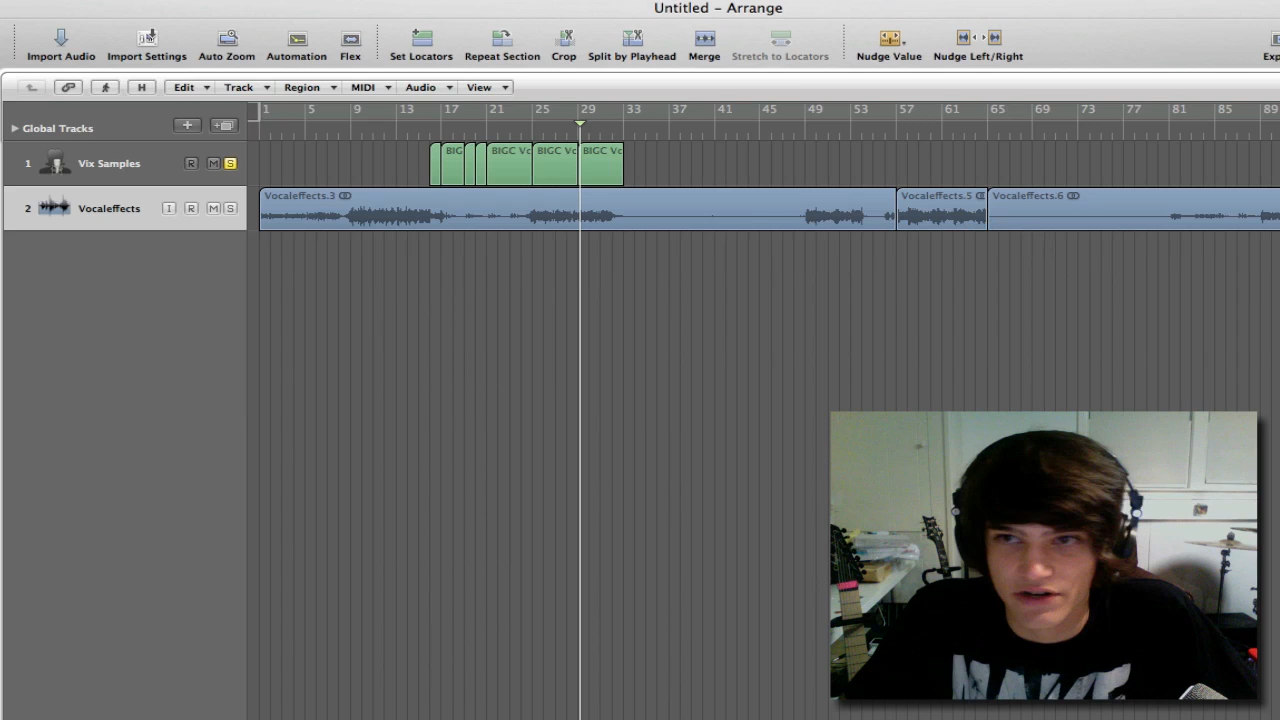 Untitled – Arrange
Import Audio Import Settings Auto Zoom Automation Flex Set Locators Repeat Section Crop Split by Playhead Merge Stretch to Locators Nudge Value Nudge Left/Right
H Edit Track Region MIDI Audio View
Global Tracks
1 5 9 13 17 21 25 29 33 37 41 45 49 53 57 61 65 69 73 77 81 85 89
1 Vix Samples R M S
BIG BIGC Vc BIGC Vc BIGC Vc
2 Vocaleffects I R M S
Vocaleffects.3 Vocaleffects.5 Vocaleffects.6